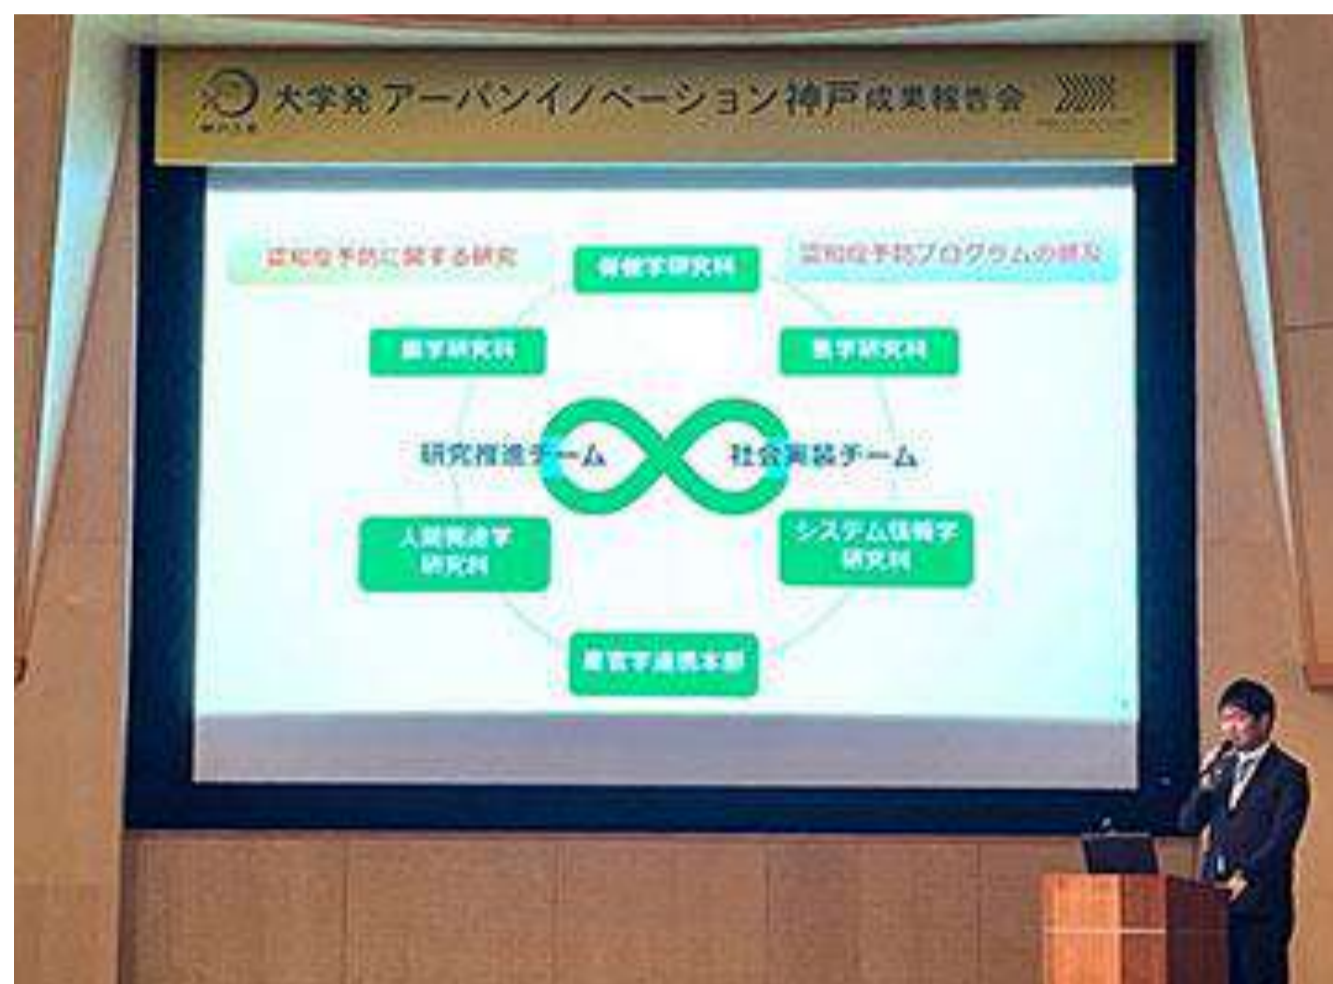 大学発 アーバンイノベーション神戸成果報告会
認知症予防に関する研究
保健学研究科
認知症予防プログラムの普及
医学研究科
研究推進チーム
社会実装チーム
人間発達学
研究科
システム情報学
研究科
産官学連携本部